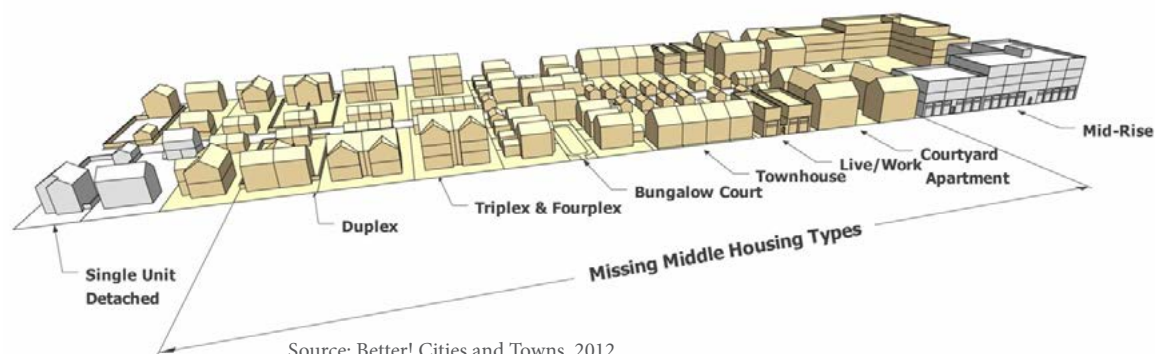 Mid-Rise
Courtyard
Apartment
Live/Work
Townhouse
Bungalow Court
Triplex & Fourplex
Duplex
Single Unit
Detached
Missing Middle Housing Types
Source: Better! Cities and Towns, 2012